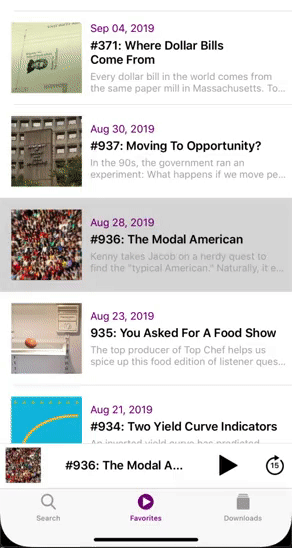 Sep 04, 2019
#371: Where Dollar Bills
Come From
Every dollar bill in the world comes from
the same paper mill in Massachusetts. To...
Aug 30, 2019
#937: Moving To Opportunity?
In the 90s, the government ran an
experiment: What happens if we move pe...
Aug 28, 2019
#936: The Modal American
Kenny takes Jacob on a nerdy quest to
find the "typical American." Naturally, it e...
Aug 23, 2019
935: You Asked For A Food Show
The top producer of Top Chef helps us
spice up this food edition of listener ques...
Aug 21, 2019
#934: Two Yield Curve Indicators
An inverted yield curve has predicted
#936: The Modal A...
15
Search
Favorites
Downloads